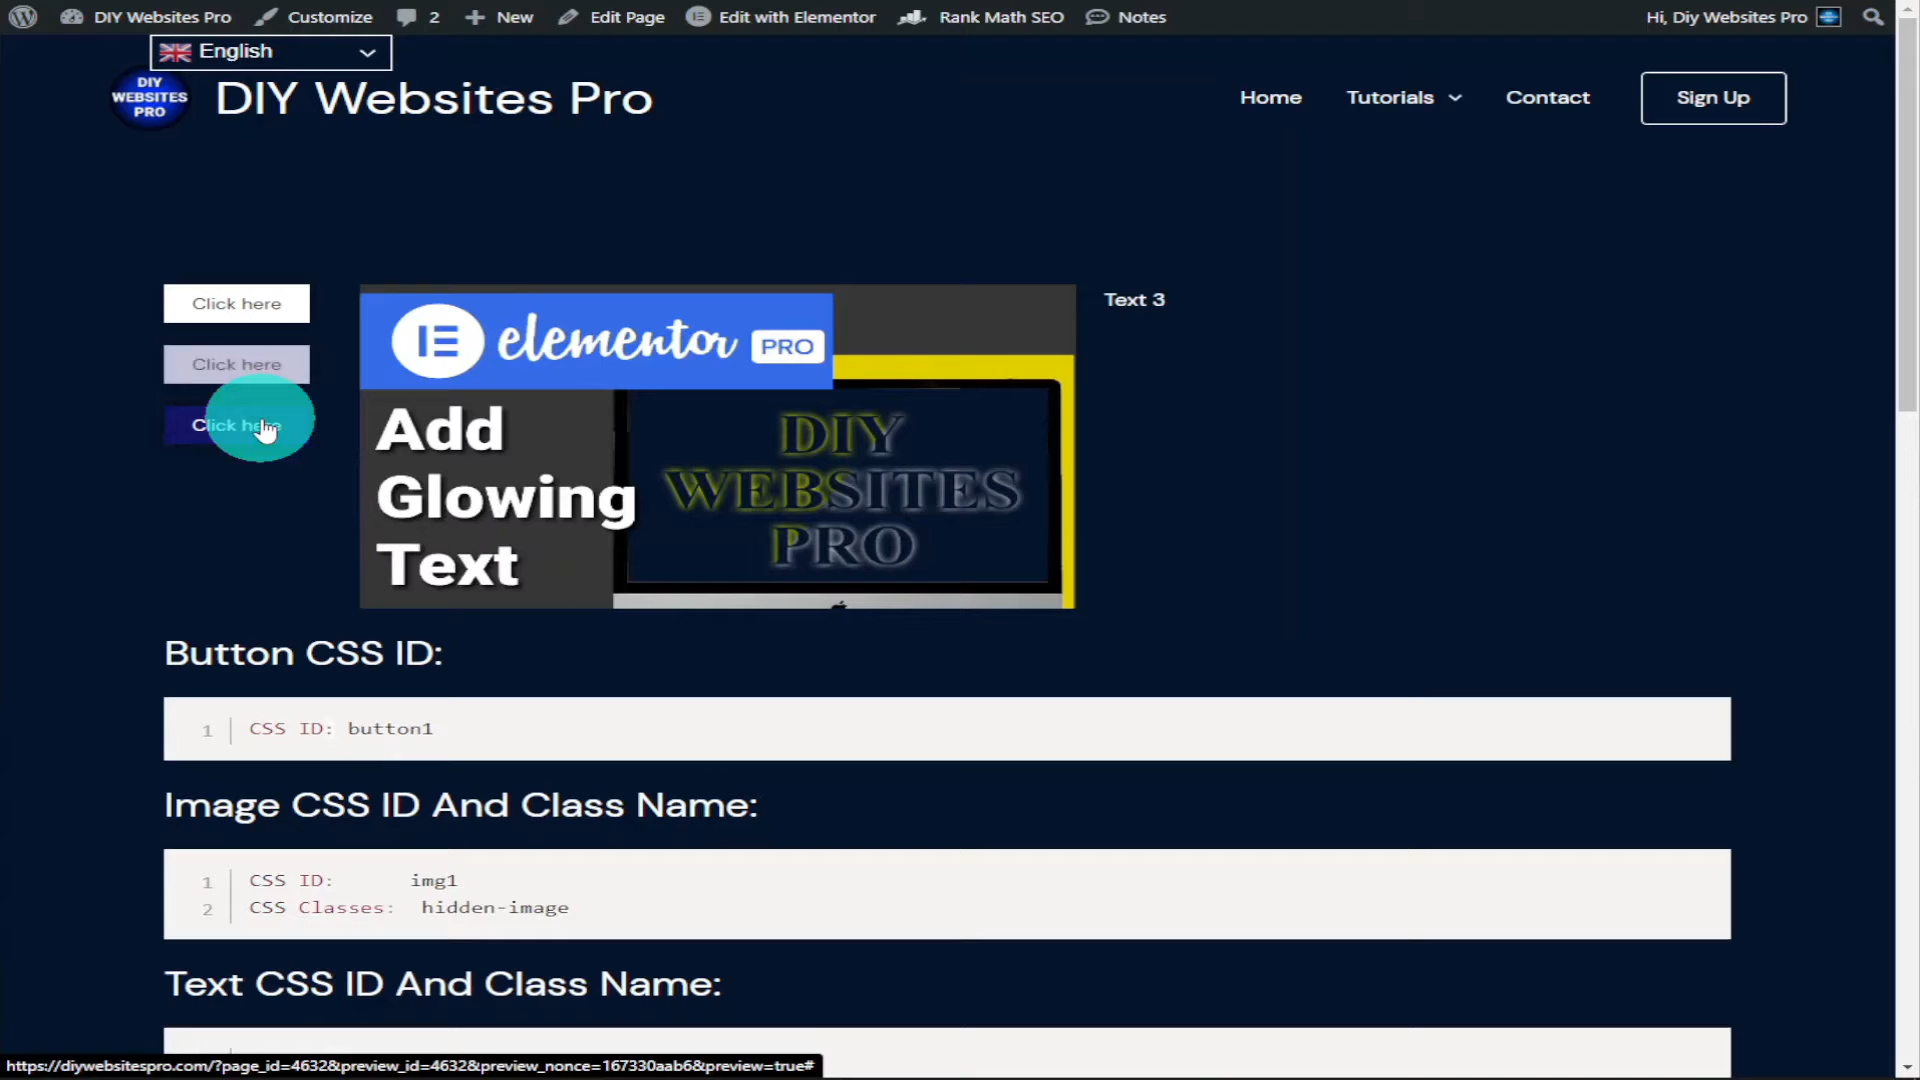 DIY Websites Pro
Customize
2
New
Edit Page
Edit with Elementor
Rank Math SEO
Notes
Hi, Diy Websites Pro
English
DIY
WEBSITES
PRO
DIY Websites Pro
Home
Tutorials
Contact
Sign Up
Click here
Click here
Click here
elementor PRO
Add
Glowing
Text
DIY
WEBSITES
PRO
Text 3
Button CSS ID:
1 CSS ID: button1
Image CSS ID And Class Name:
1 CSS ID: img1
2 CSS Classes: hidden-image
Text CSS ID And Class Name:
https://diywebsitespro.com/?page_id=4632&preview_id=4632&preview_nonce=167330aab6&preview=true#